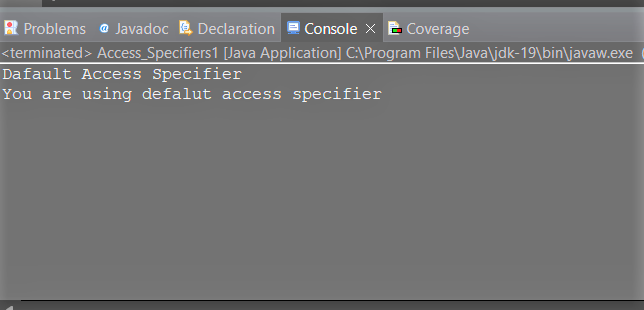 Problems Javadoc Declaration Console Coverage
<terminated> Access_Specifiers1 [Java Application] C:\Program Files\Java\jdk-19\bin\javaw.exe (
Dafault Access Specifier
You are using defalut access specifier